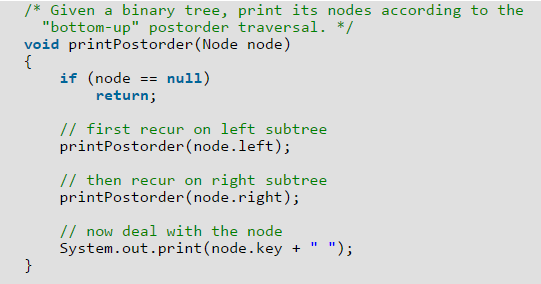 /* Given a binary tree, print its nodes according to the
"bottom-up" postorder traversal. */
void printPostorder(Node node)
{
if (node == null)
return;
// first recur on left subtree
printPostorder(node.left);
// then recur on right subtree
printPostorder(node.right);
// now deal with the node
System.out.print(node.key + " ");
}